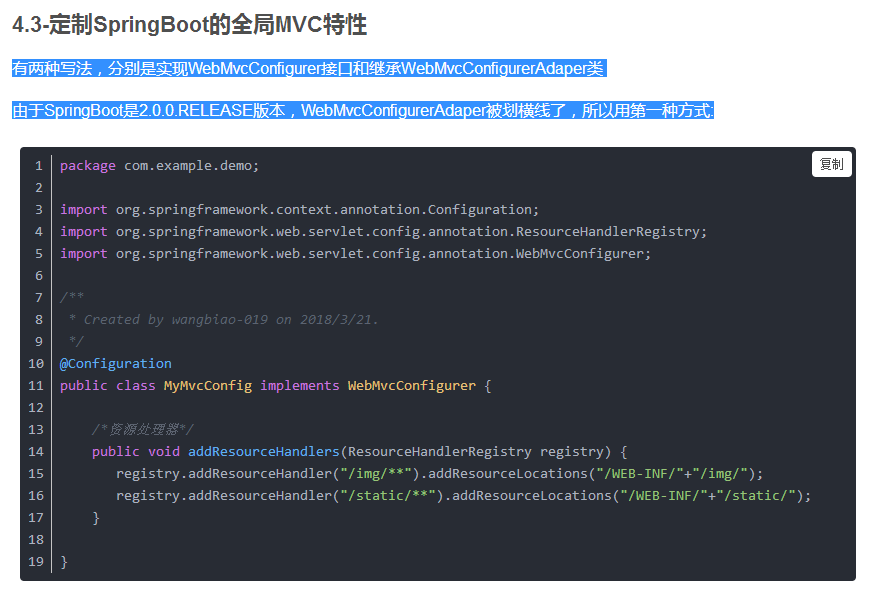 4.3-定制SpringBoot的全局MVC特性
有两种写法，分别是实现WebMvcConfigurer接口和继承WebMvcConfigurerAdaper类
由于SpringBoot是2.0.0.RELEASE版本，WebMvcConfigurerAdaper被划横线了，所以用第一种方式.
复制
1 package com.example.demo;
2
3 import org.springframework.context.annotation.Configuration;
4 import org.springframework.web.servlet.config.annotation.ResourceHandlerRegistry;
5 import org.springframework.web.servlet.config.annotation.WebMvcConfigurer;
6
7 /**
8  * Created by wangbiao-019 on 2018/3/21.
9  */
10 @Configuration
11 public class MyMvcConfig implements WebMvcConfigurer {
12
13     /*资源处理器*/
14     public void addResourceHandlers(ResourceHandlerRegistry registry) {
15        registry.addResourceHandler("/img/**").addResourceLocations("/WEB-INF/"+"/img/");
16        registry.addResourceHandler("/static/**").addResourceLocations("/WEB-INF/"+"/static/");
17     }
18
19 }